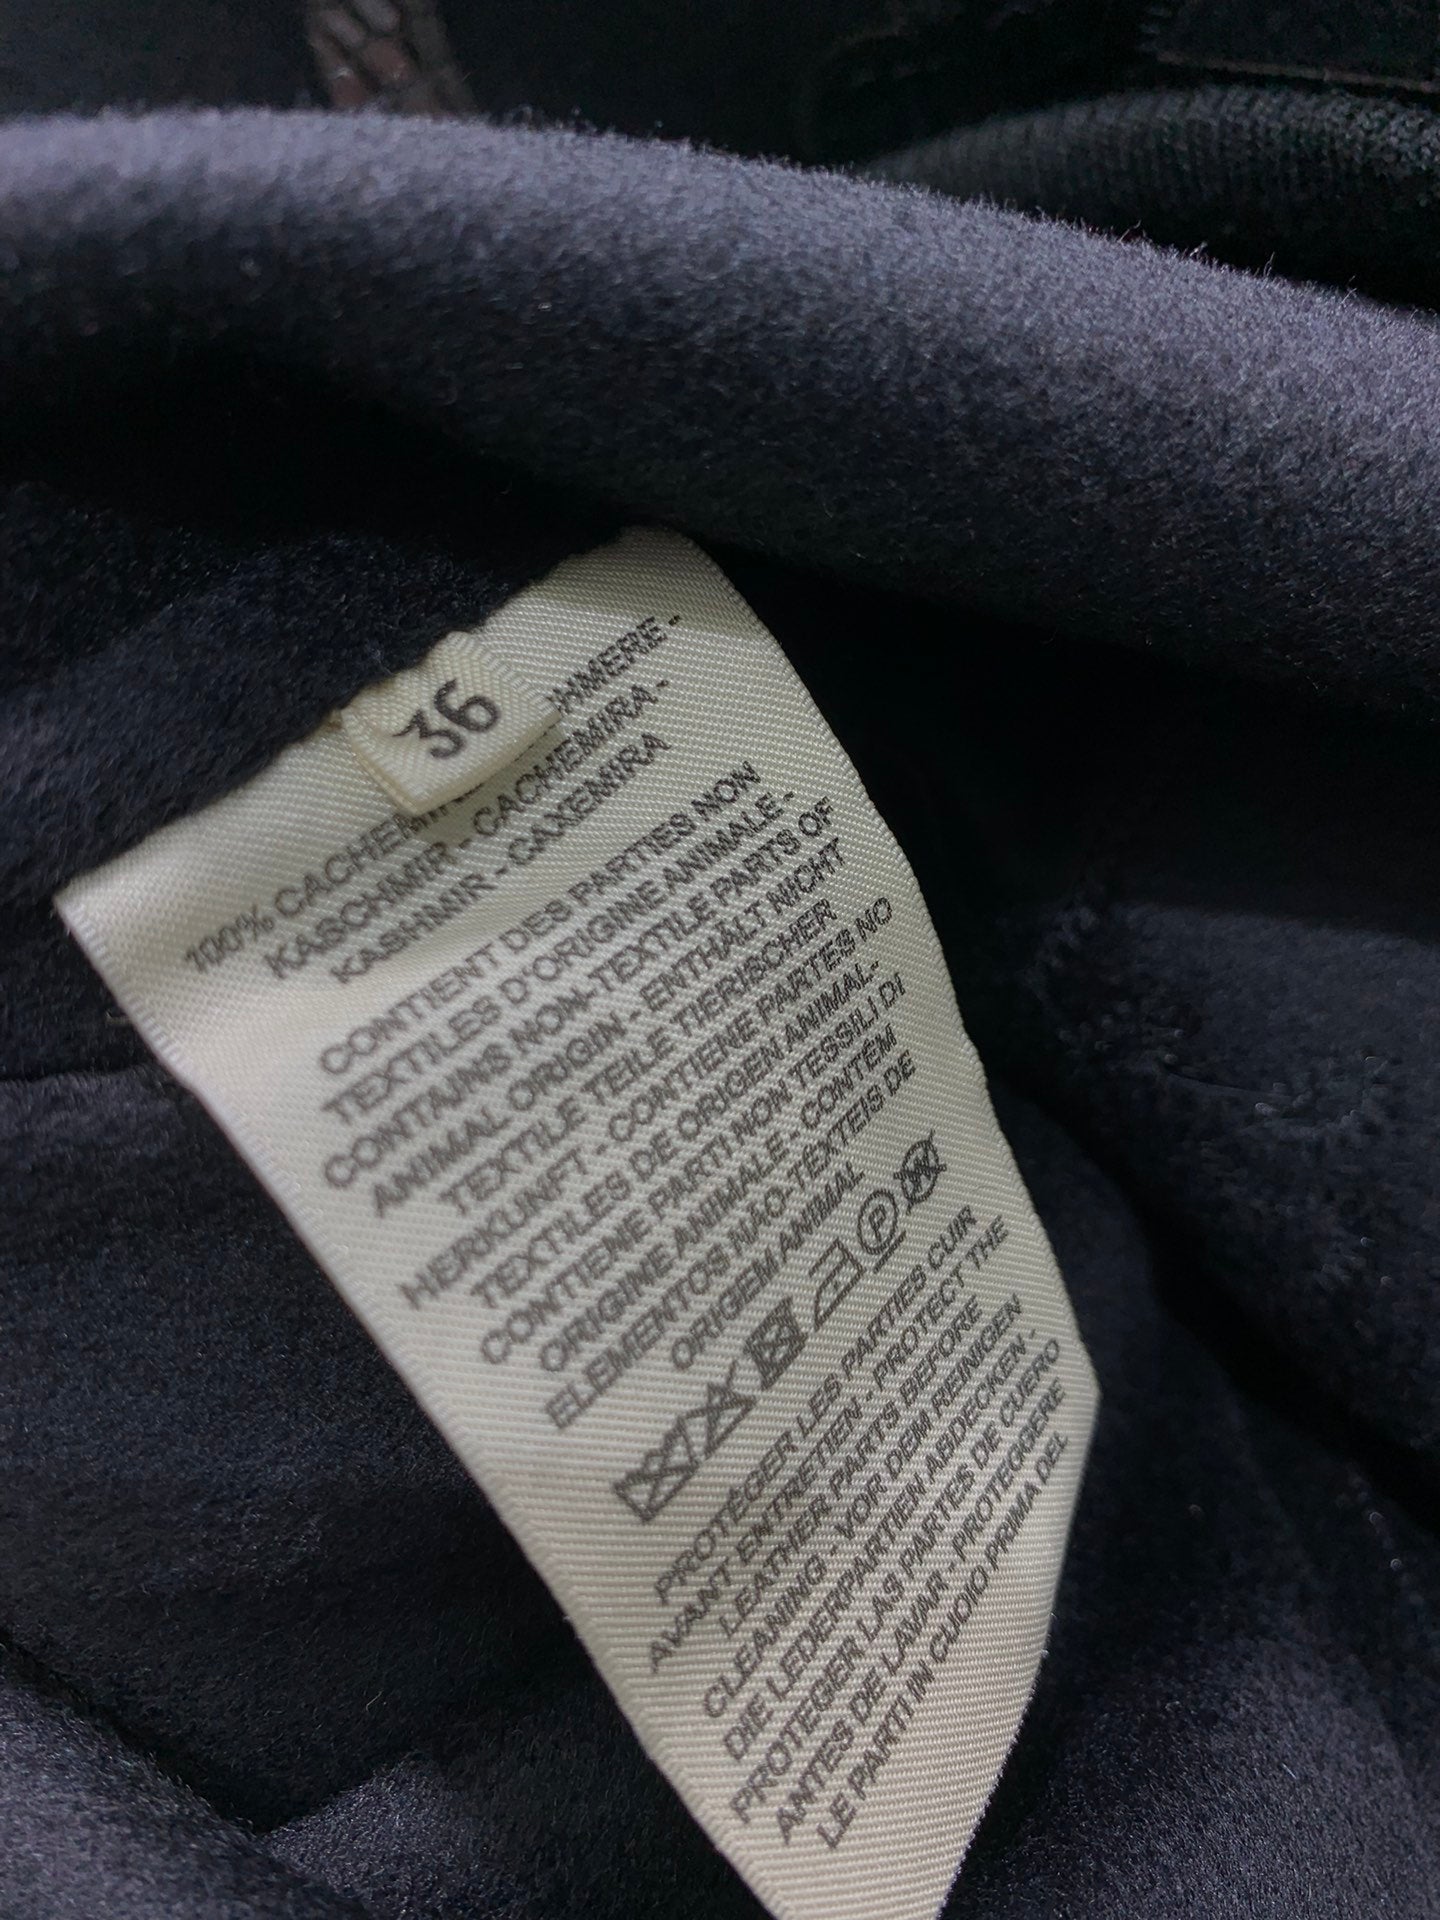 36
100% CACHEM HMERE -
KASCHMIR - CACHEMIRA -
KASHMIR - CAXEMIRA
CONTIENT DES PARTIES NON
TEXTILES D'ORIGINE ANIMALE -
CONTAINS NON-TEXTILE PARTS OF
ANIMAL ORIGIN - ENTHÄLT NICHT
TEXTILE TEILE TIERISCHER
HERKUNFT - CONTIENE PARTES NO
TEXTILES DE ORIGEN ANIMAL-
CONTIENE PARTI NON TESSILI DI
ORIGINE ANIMALE - CONTÉM
ELEMENTOS NÃO-TÊXTEIS DE
ORIGEM ANIMAL
P W
PROTÉGER LES PARTIES CUIR
AVANT ENTRETIEN - PROTECT THE
LEATHER PARTS BEFORE
CLEANING - VOR DEM REINIGEN
DIE LEDERPARTIEN ABDECKEN -
PROTEGER LAS PARTES DE CUERO
ANTES DE LAVAR - PROTEGGERE
LE PARTI IN CUOIO PRIMA DEL